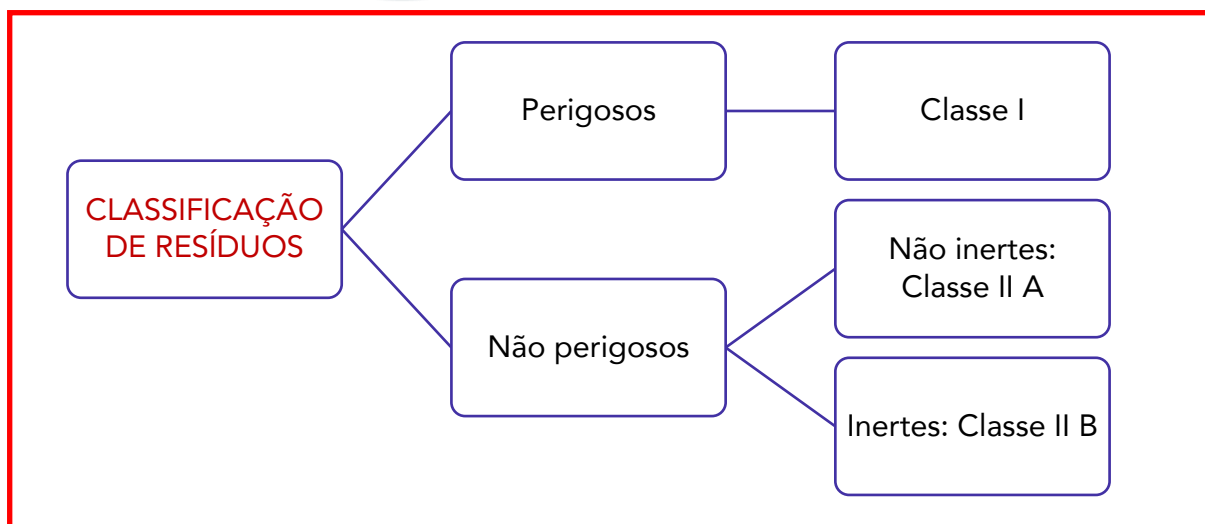 CLASSIFICAÇÃO
DE RESÍDUOS
Perigosos
Classe I
Não perigosos
Não inertes:
Classe II A
Inertes: Classe II B